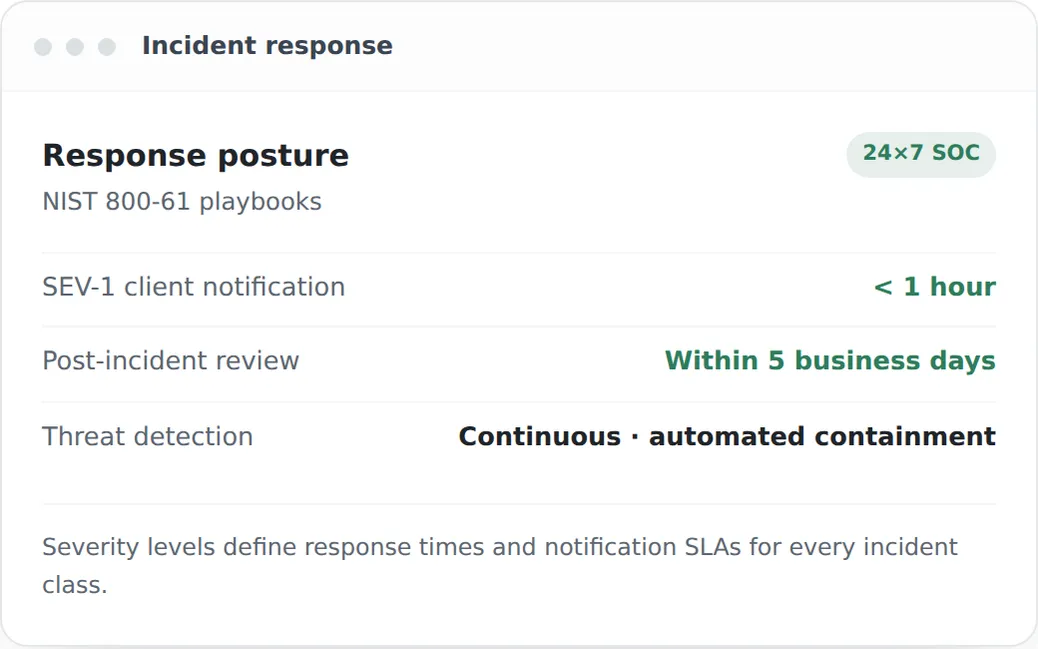 Incident response
Response posture
24×7 SOC
NIST 800-61 playbooks
SEV-1 client notification
< 1 hour
Post-incident review
Within 5 business days
Threat detection
Continuous · automated containment
Severity levels define response times and notification SLAs for every incident
class.